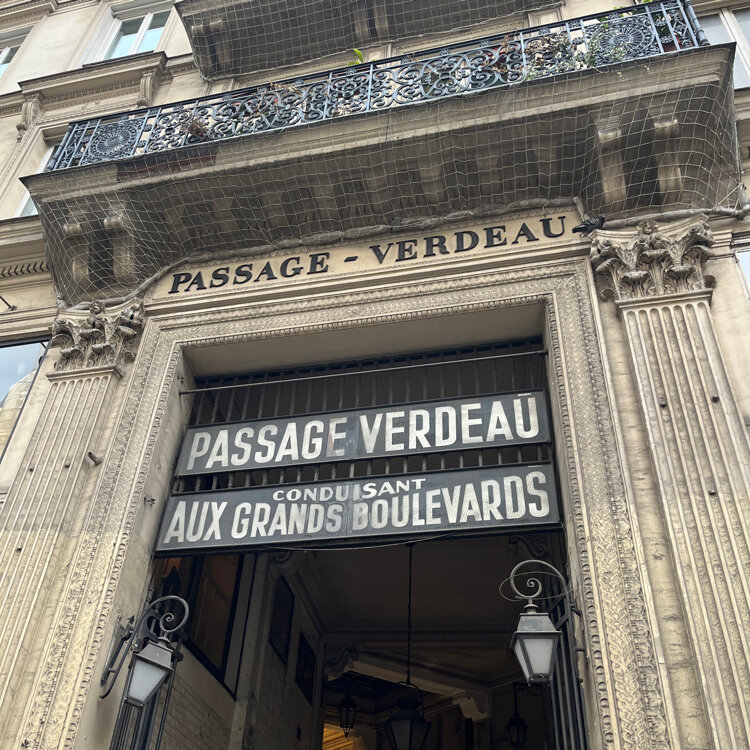 PASSAGE - VERDEAU
PASSAGE VERDEAU
CONDUISANT
AUX GRANDS BOULEVARDS